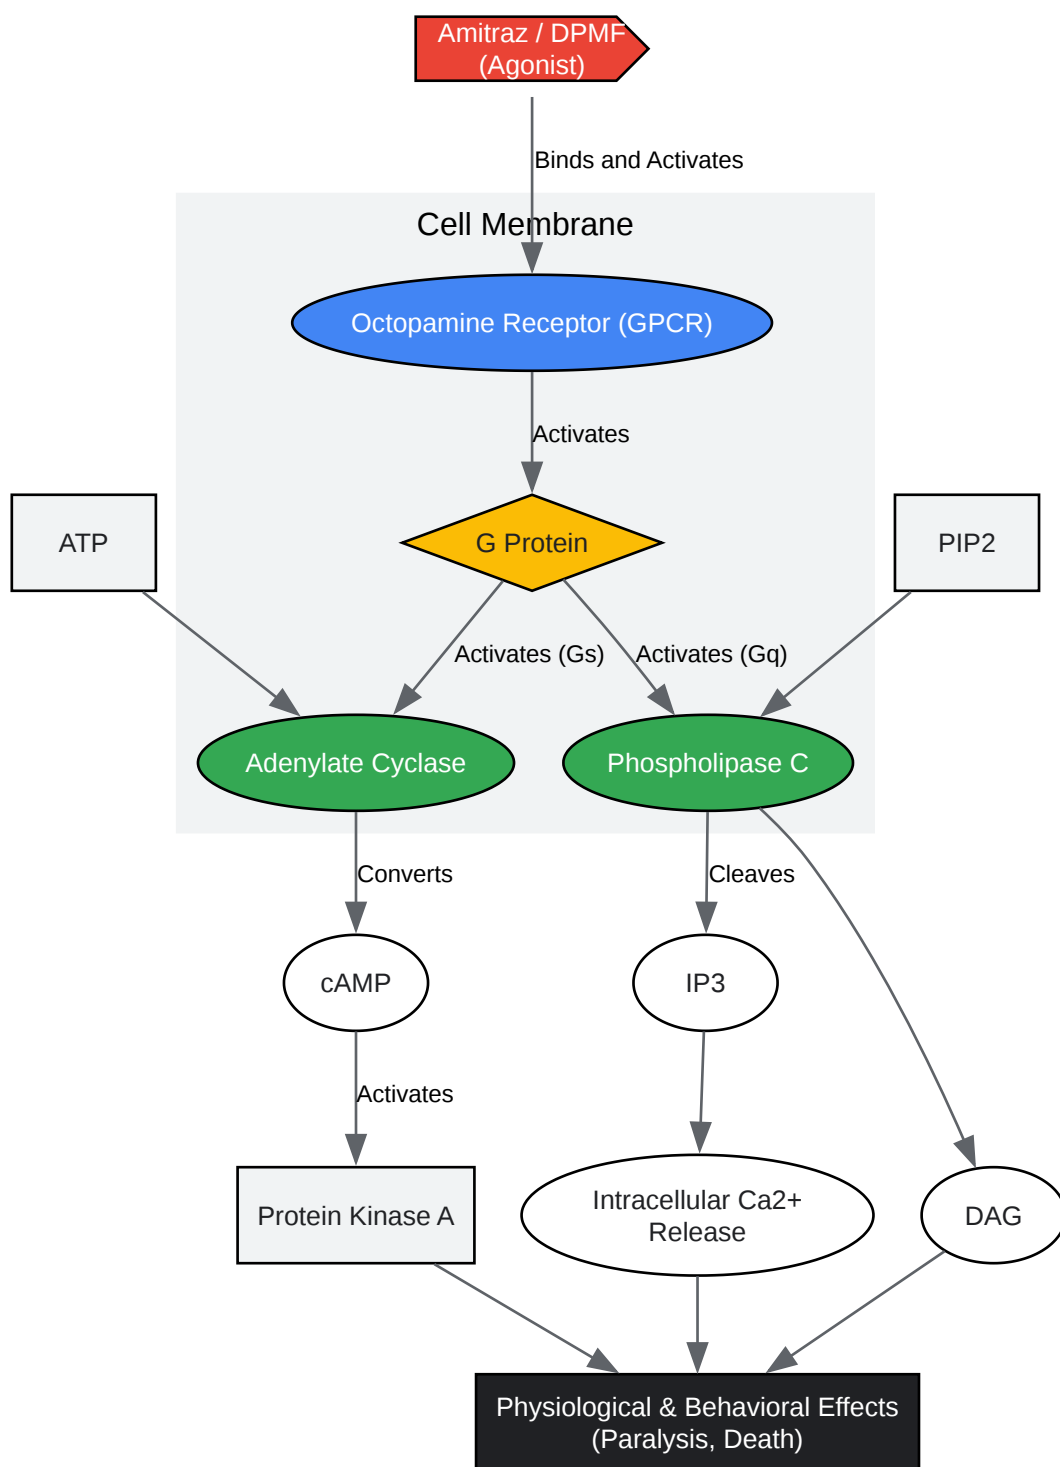 Amitraz / DPMF
(Agonist)
Binds and Activates
Cell Membrane
Octopamine Receptor (GPCR)
Activates
ATP
G Protein
PIP2
Activates (Gs)
Activates (Gq)
Adenylate Cyclase
Phospholipase C
Converts
Cleaves
cAMP
IP3
Activates
Protein Kinase A
Intracellular Ca2+
Release
DAG
Physiological & Behavioral Effects
(Paralysis, Death)